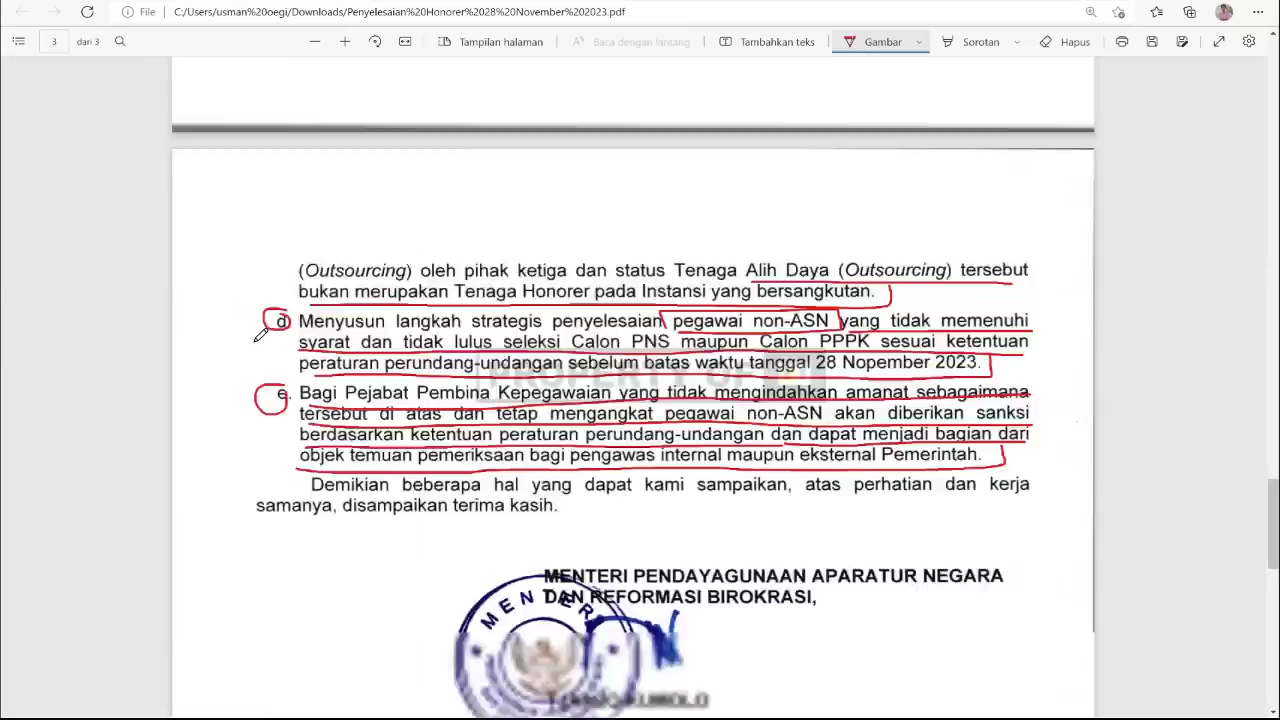 File
C:/Users/usman%20oegi/Downloads/Penyelesaian%20Honorer%2028%20November%202023.pdf
3 dari 3
Tampilan halaman
Baca dengan lantang
Tambahkan teks
Gambar
Sorotan
Hapus
(Outsourcing) oleh pihak ketiga dan status Tenaga Alih Daya (Outsourcing) tersebut
bukan merupakan Tenaga Honorer pada Instansi yang bersangkutan.
d. Menyusun langkah strategis penyelesaian pegawai non-ASN yang tidak memenuhi
syarat dan tidak lulus seleksi Calon PNS maupun Calon PPPK sesuai ketentuan
peraturan perundang-undangan sebelum batas waktu tanggal 28 Nopember 2023.
PROPERTY OF
e. Bagi Pejabat Pembina Kepegawaian yang tidak mengindahkan amanat sebagaimana
tersebut di atas dan tetap mengangkat pegawai non-ASN akan diberikan sanksi
berdasarkan ketentuan peraturan perundang-undangan dan dapat menjadi bagian dari
objek temuan pemeriksaan bagi pengawas internal maupun eksternal Pemerintah.
Demikian beberapa hal yang dapat kami sampaikan, atas perhatian dan kerja
samanya, disampaikan terima kasih.
MENTERI PENDAYAGUNAAN APARATUR NEGARA
DAN REFORMASI BIROKRASI,
MENTERI